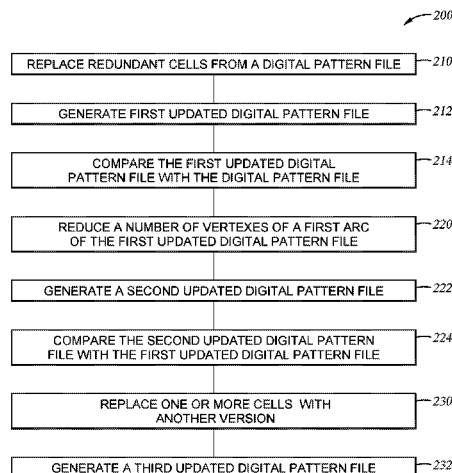 200
REPLACE REDUNDANT CELLS FROM A DIGITAL PATTERN FILE
210
GENERATE FIRST UPDATED DIGITAL PATTERN FILE
212
COMPARE THE FIRST UPDATED DIGITAL
PATTERN FILE WITH THE DIGITAL PATTERN FILE
214
REDUCE A NUMBER OF VERTEXES OF A FIRST ARC
OF THE FIRST UPDATED DIGITAL PATTERN FILE
220
GENERATE A SECOND UPDATED DIGITAL PATTERN FILE
222
COMPARE THE SECOND UPDATED DIGITAL PATTERN
FILE WITH THE FIRST UPDATED DIGITAL PATTERN FILE
224
REPLACE ONE OR MORE CELLS WITH
ANOTHER VERSION
230
GENERATE A THIRD UPDATED DIGITAL PATTERN FILE
232